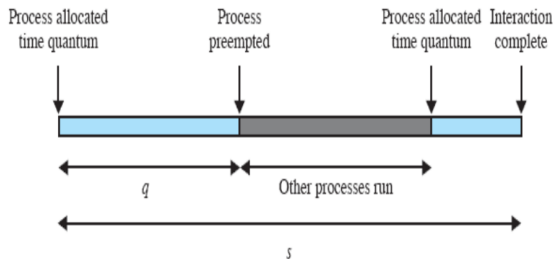 Process allocated
time quantum
Process
preempted
Process allocated
time quantum
Interaction
complete
q
Other processes run
s